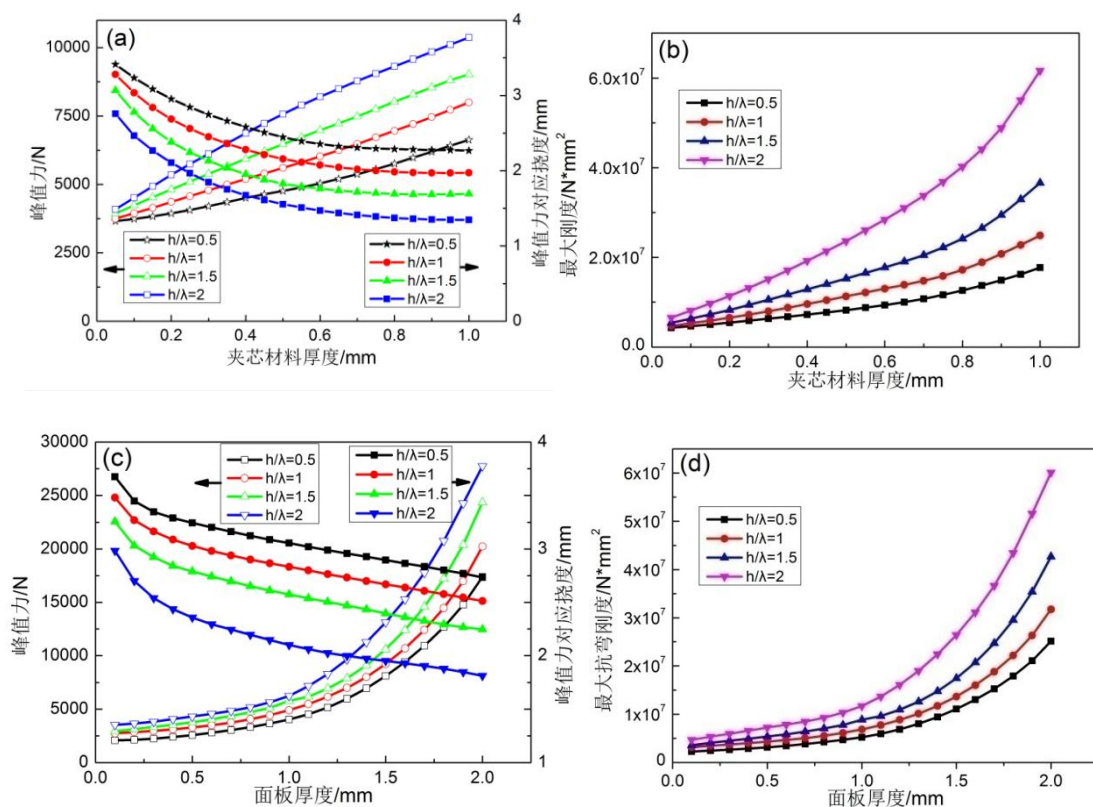 (a)
峰值力/N
10000
7500
5000
2500
0
0.0 0.2 0.4 0.6 0.8 1.0
夹芯材料厚度/mm
4
3
2
1
0
峰值力对应挠度/mm
h/λ=0.5
h/λ=1
h/λ=1.5
h/λ=2
h/λ=0.5
h/λ=1
h/λ=1.5
h/λ=2
(b)
最大刚度/N*mm²
6.0x10⁷
4.0x10⁷
2.0x10⁷
0.0
0.0 0.2 0.4 0.6 0.8 1.0
夹芯材料厚度/mm
h/λ=0.5
h/λ=1
h/λ=1.5
h/λ=2
(c)
峰值力/N
30000
25000
20000
15000
10000
5000
0
0.0 0.5 1.0 1.5 2.0
面板厚度/mm
4
3
2
1
峰值力对应挠度/mm
h/λ=0.5
h/λ=1
h/λ=1.5
h/λ=2
h/λ=0.5
h/λ=1
h/λ=1.5
h/λ=2
(d)
最大抗弯刚度/N*mm²
6x10⁷
5x10⁷
4x10⁷
3x10⁷
2x10⁷
1x10⁷
0
0.0 0.5 1.0 1.5 2.0
面板厚度/mm
h/λ=0.5
h/λ=1
h/λ=1.5
h/λ=2